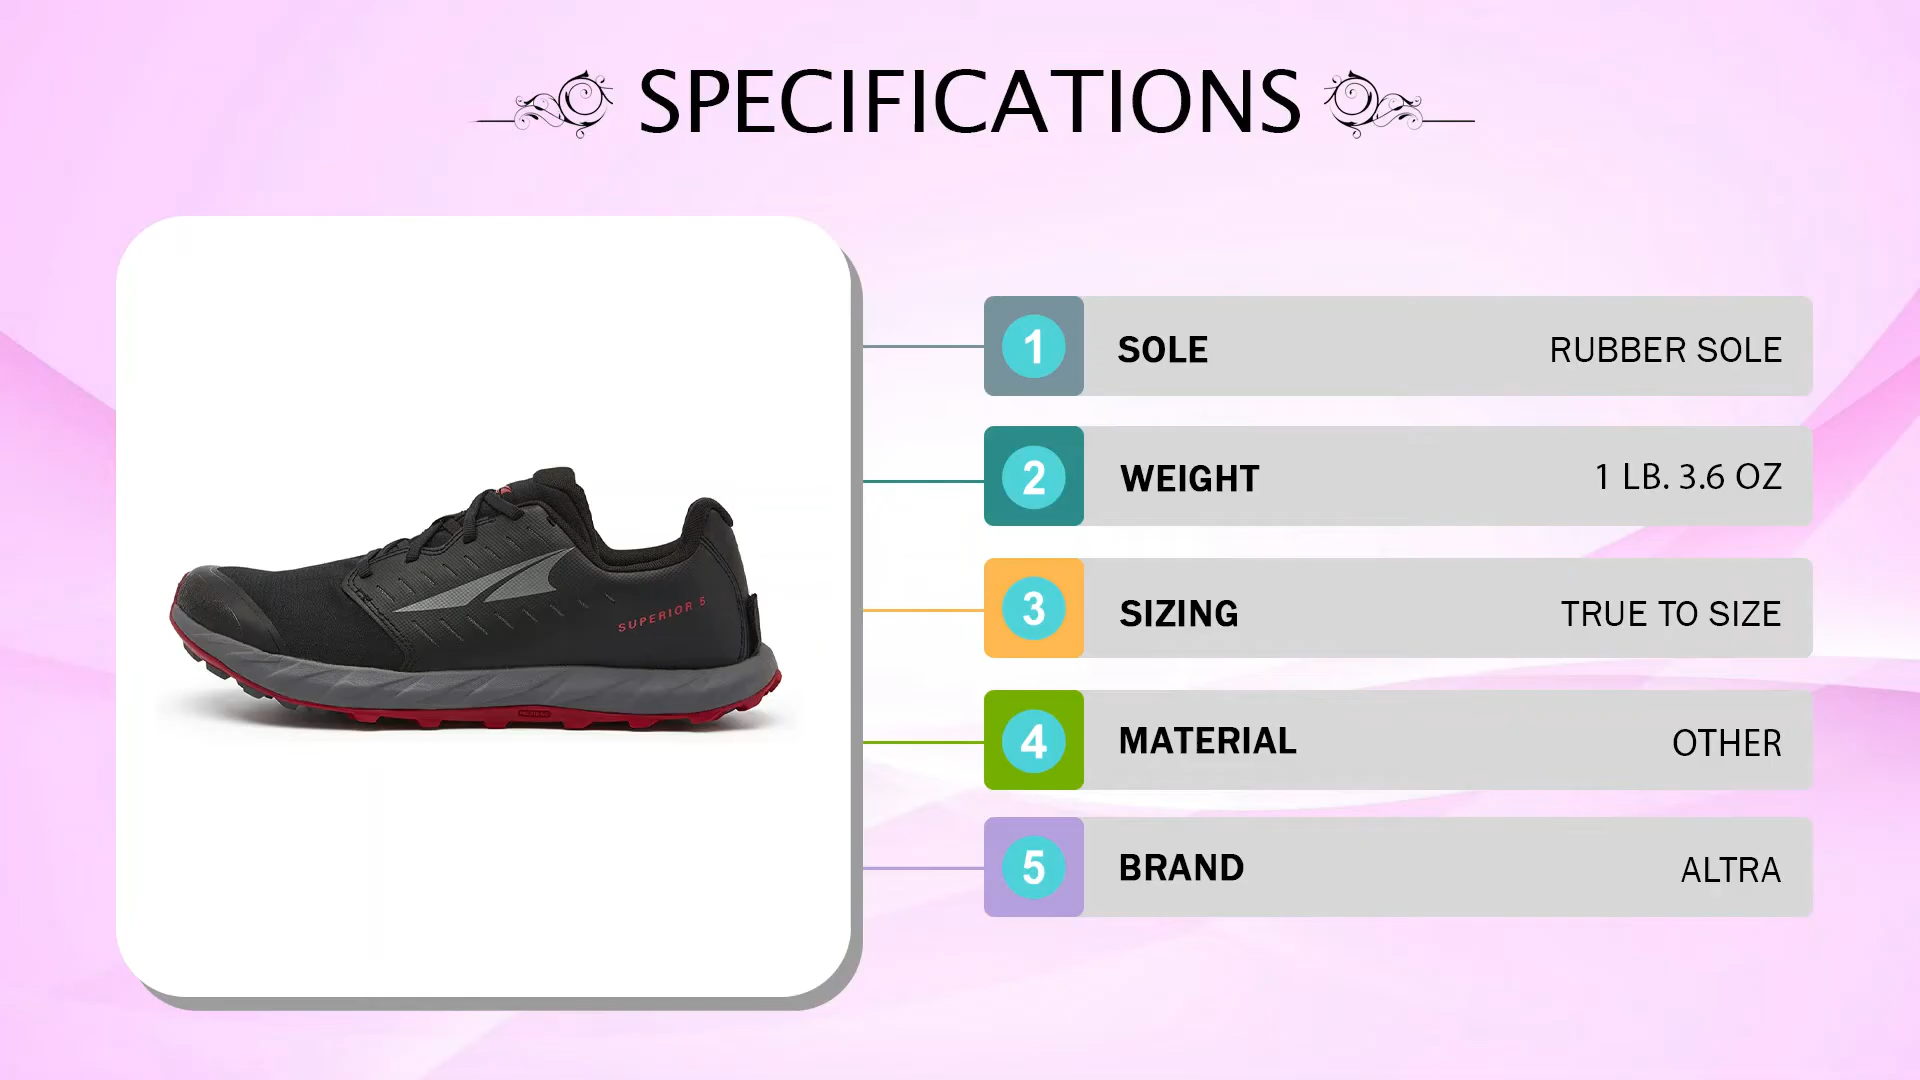 SPECIFICATIONS
SUPERIOR 5
1 SOLE RUBBER SOLE
2 WEIGHT 1 LB. 3.6 OZ
3 SIZING TRUE TO SIZE
4 MATERIAL OTHER
5 BRAND ALTRA